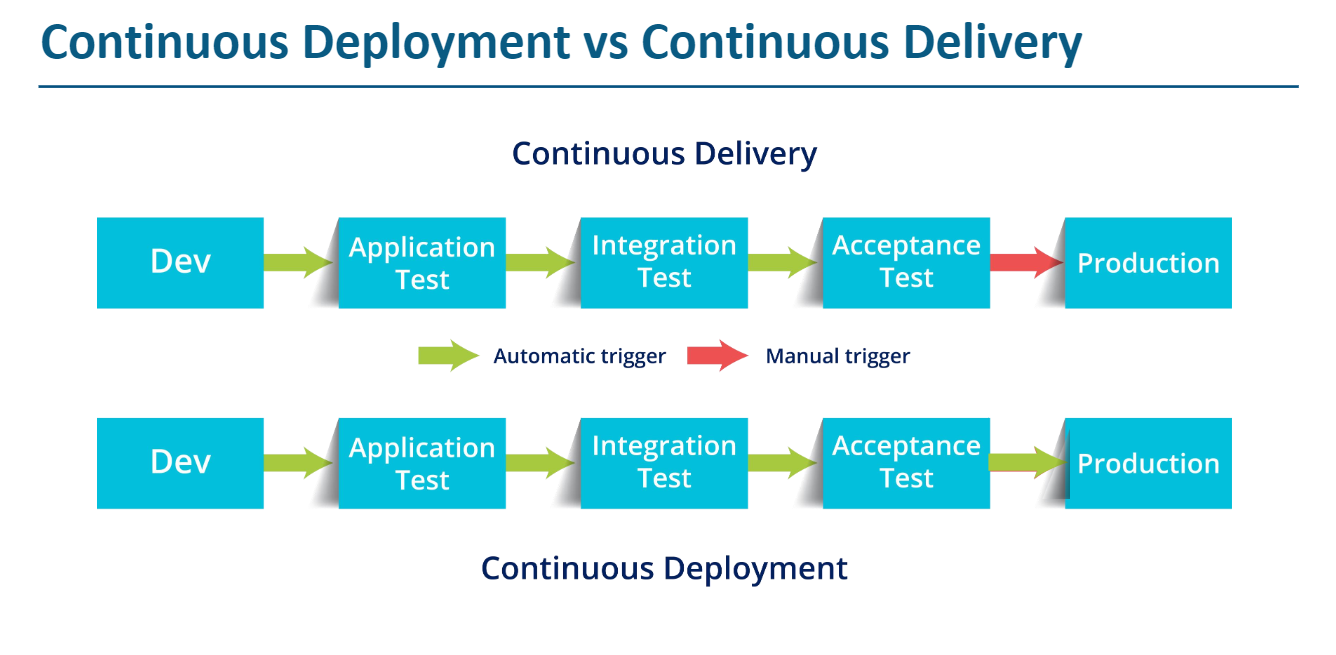 Continuous Deployment vs Continuous Delivery
Continuous Delivery
Dev
Application
Test
Integration
Test
Acceptance
Test
Production
Automatic trigger
Manual trigger
Dev
Application
Test
Integration
Test
Acceptance
Test
Production
Continuous Deployment